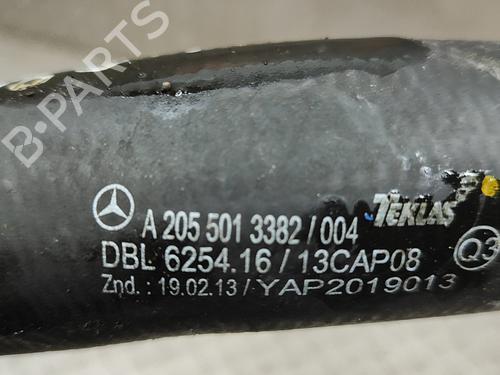 B-PARTS
A 205 501 3382 / 004
TEKLAS
DBL 6254.16 / 13CAP08
Q3
Znd. : 19.02.13 / YAP2019013